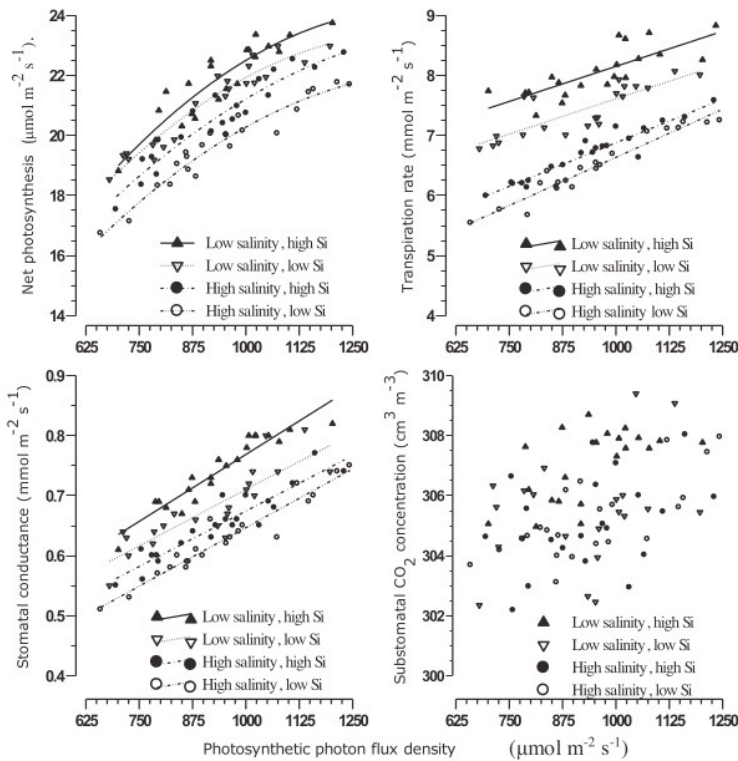 Net photosynthesis (μmol m⁻² s⁻¹).
24
22
20
18
16
14
625 750 875 1000 1125 1250
Low salinity, high Si
Low salinity, low Si
High salinity, high Si
High salinity, low Si
Transpiration rate (mmol m⁻² s⁻¹)
9
8
7
6
5
4
625 750 875 1000 1125 1250
Low salinity, high Si
Low salinity, low Si
High salinity, high Si
High salinity low Si
Stomatal conductance (mmol m⁻² s⁻¹)
0.9
0.8
0.7
0.6
0.5
0.4
625 750 875 1000 1125 1250
Low salinity, high Si
Low salinity, low Si
High salinity, high Si
High salinity, low Si
Substomatal CO₂ concentration (cm³ m⁻³)
310
308
306
304
302
300
625 750 875 1000 1125 1250
Low salinity, high Si
Low salinity, low Si
High salinity, high Si
High salinity, low Si
Photosynthetic photon flux density (μmol m⁻² s⁻¹)